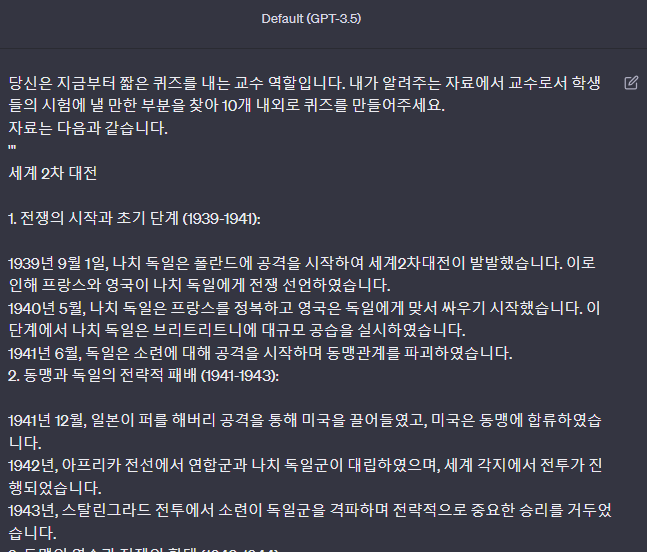 Default (GPT-3.5)
당신은 지금부터 짧은 퀴즈를 내는 교수 역할입니다. 내가 알려주는 자료에서 교수로서 학생
들의 시험에 낼 만한 부분을 찾아 10개 내외로 퀴즈를 만들어주세요.
자료는 다음과 같습니다.
'''
세계 2차 대전
1. 전쟁의 시작과 초기 단계 (1939-1941):
1939년 9월 1일, 나치 독일은 폴란드에 공격을 시작하여 세계2차대전이 발발했습니다. 이로
인해 프랑스와 영국이 나치 독일에게 전쟁 선언하였습니다.
1940년 5월, 나치 독일은 프랑스를 정복하고 영국은 독일에게 맞서 싸우기 시작했습니다. 이
단계에서 나치 독일은 브리트리트니에 대규모 공습을 실시하였습니다.
1941년 6월, 독일은 소련에 대해 공격을 시작하며 동맹관계를 파괴하였습니다.
2. 동맹과 독일의 전략적 패배 (1941-1943):
1941년 12월, 일본이 퍼를 해버리 공격을 통해 미국을 끌어들였고, 미국은 동맹에 합류하였습
니다.
1942년, 아프리카 전선에서 연합군과 나치 독일군이 대립하였으며, 세계 각지에서 전투가 진
행되었습니다.
1943년, 스탈린그라드 전투에서 소련이 독일군을 격파하며 전략적으로 중요한 승리를 거두었
습니다.